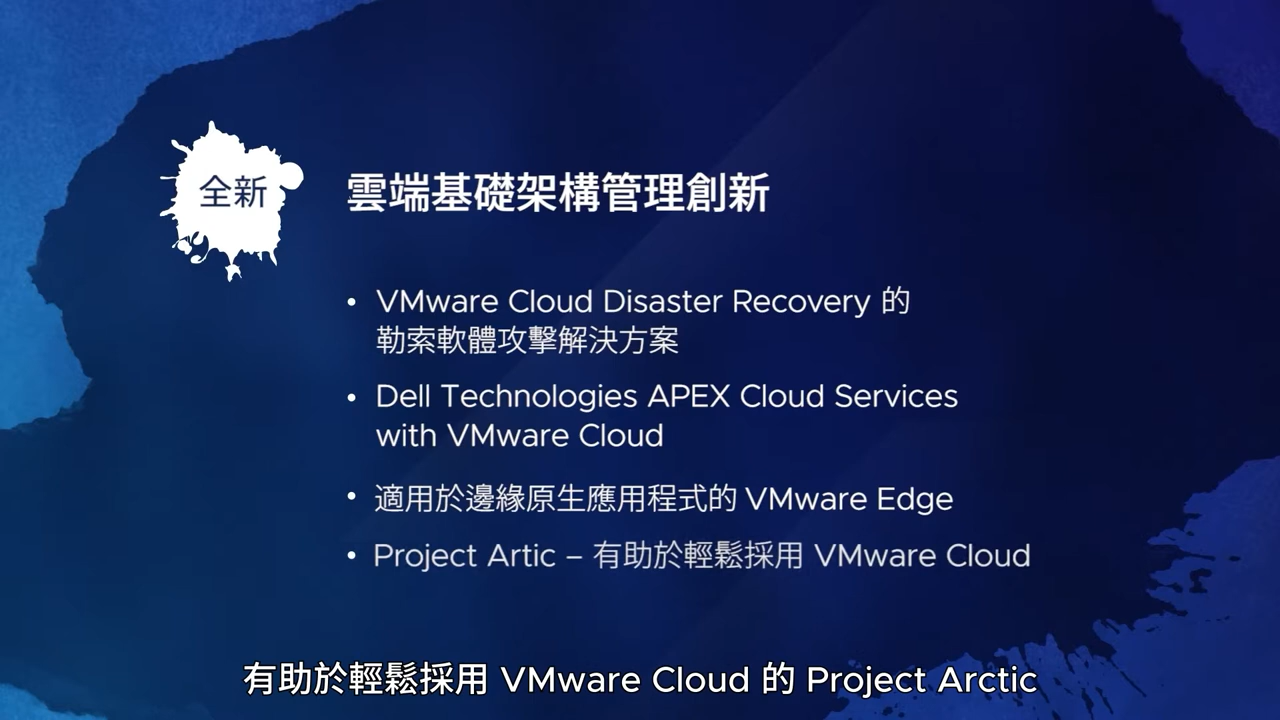 全新
雲端基礎架構管理創新
• VMware Cloud Disaster Recovery 的
勒索軟體攻擊解決方案
• Dell Technologies APEX Cloud Services
with VMware Cloud
• 適用於邊緣原生應用程式的 VMware Edge
• Project Artic – 有助於輕鬆採用 VMware Cloud
有助於輕鬆採用 VMware Cloud 的 Project Arctic